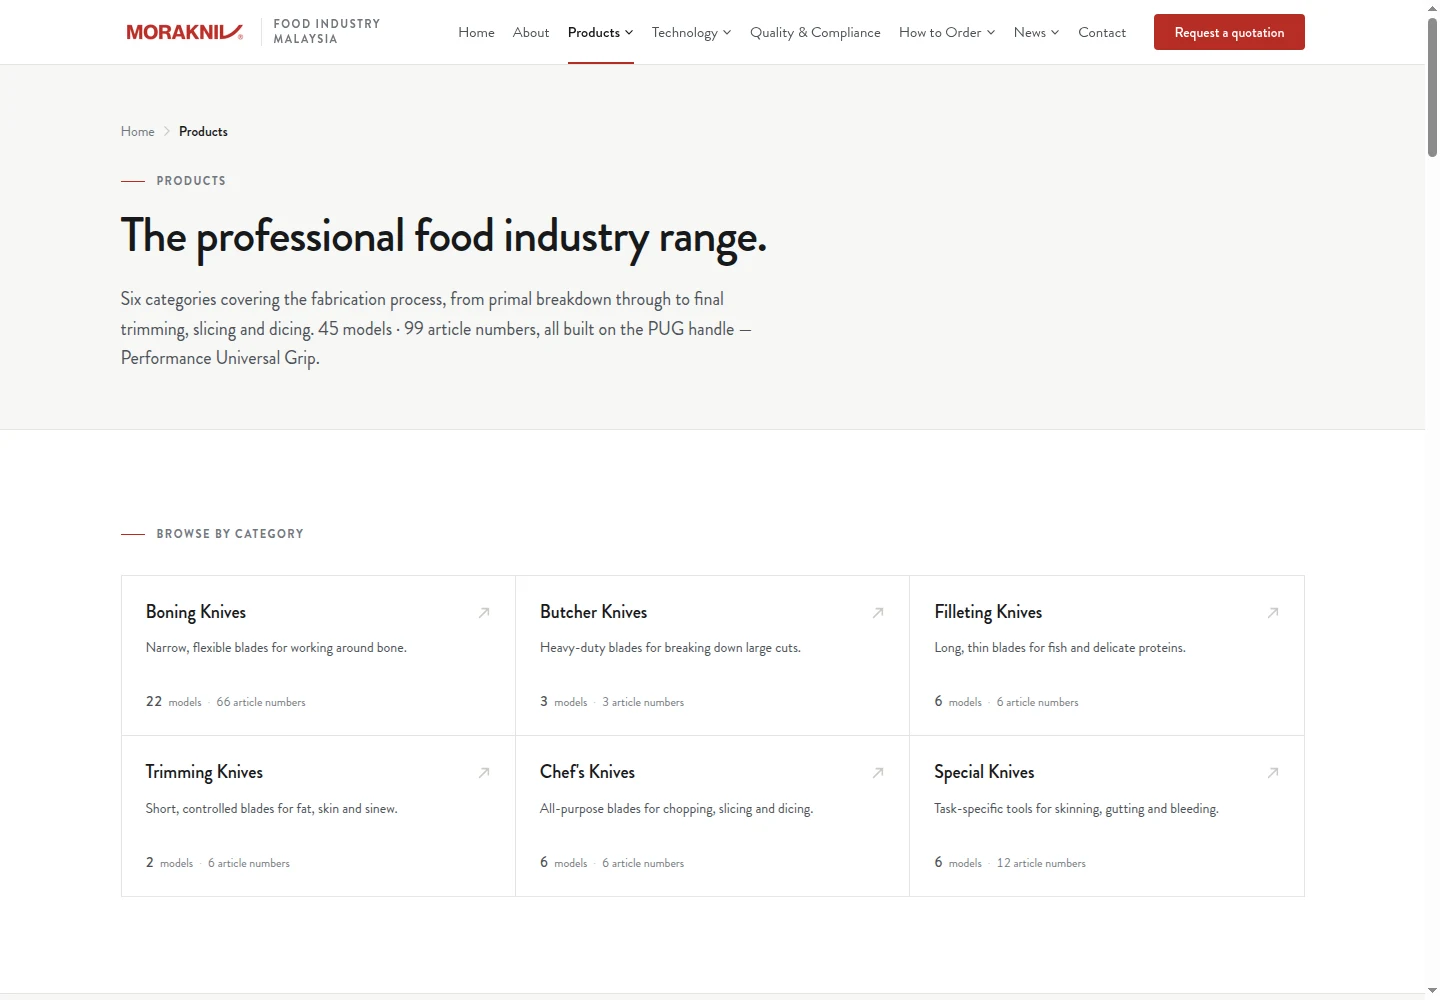 MORAKNIV®
FOOD INDUSTRY
MALAYSIA
Home
About
Products
Technology
Quality & Compliance
How to Order
News
Contact
Request a quotation
Home
Products
PRODUCTS
The professional food industry range.
Six categories covering the fabrication process, from primal breakdown through to final
trimming, slicing and dicing. 45 models · 99 article numbers, all built on the PUG handle —
Performance Universal Grip.
BROWSE BY CATEGORY
Boning Knives
Narrow, flexible blades for working around bone.
22 models · 66 article numbers
Butcher Knives
Heavy-duty blades for breaking down large cuts.
3 models · 3 article numbers
Filleting Knives
Long, thin blades for fish and delicate proteins.
6 models · 6 article numbers
Trimming Knives
Short, controlled blades for fat, skin and sinew.
2 models · 6 article numbers
Chef's Knives
All-purpose blades for chopping, slicing and dicing.
6 models · 6 article numbers
Special Knives
Task-specific tools for skinning, gutting and bleeding.
6 models · 12 article numbers